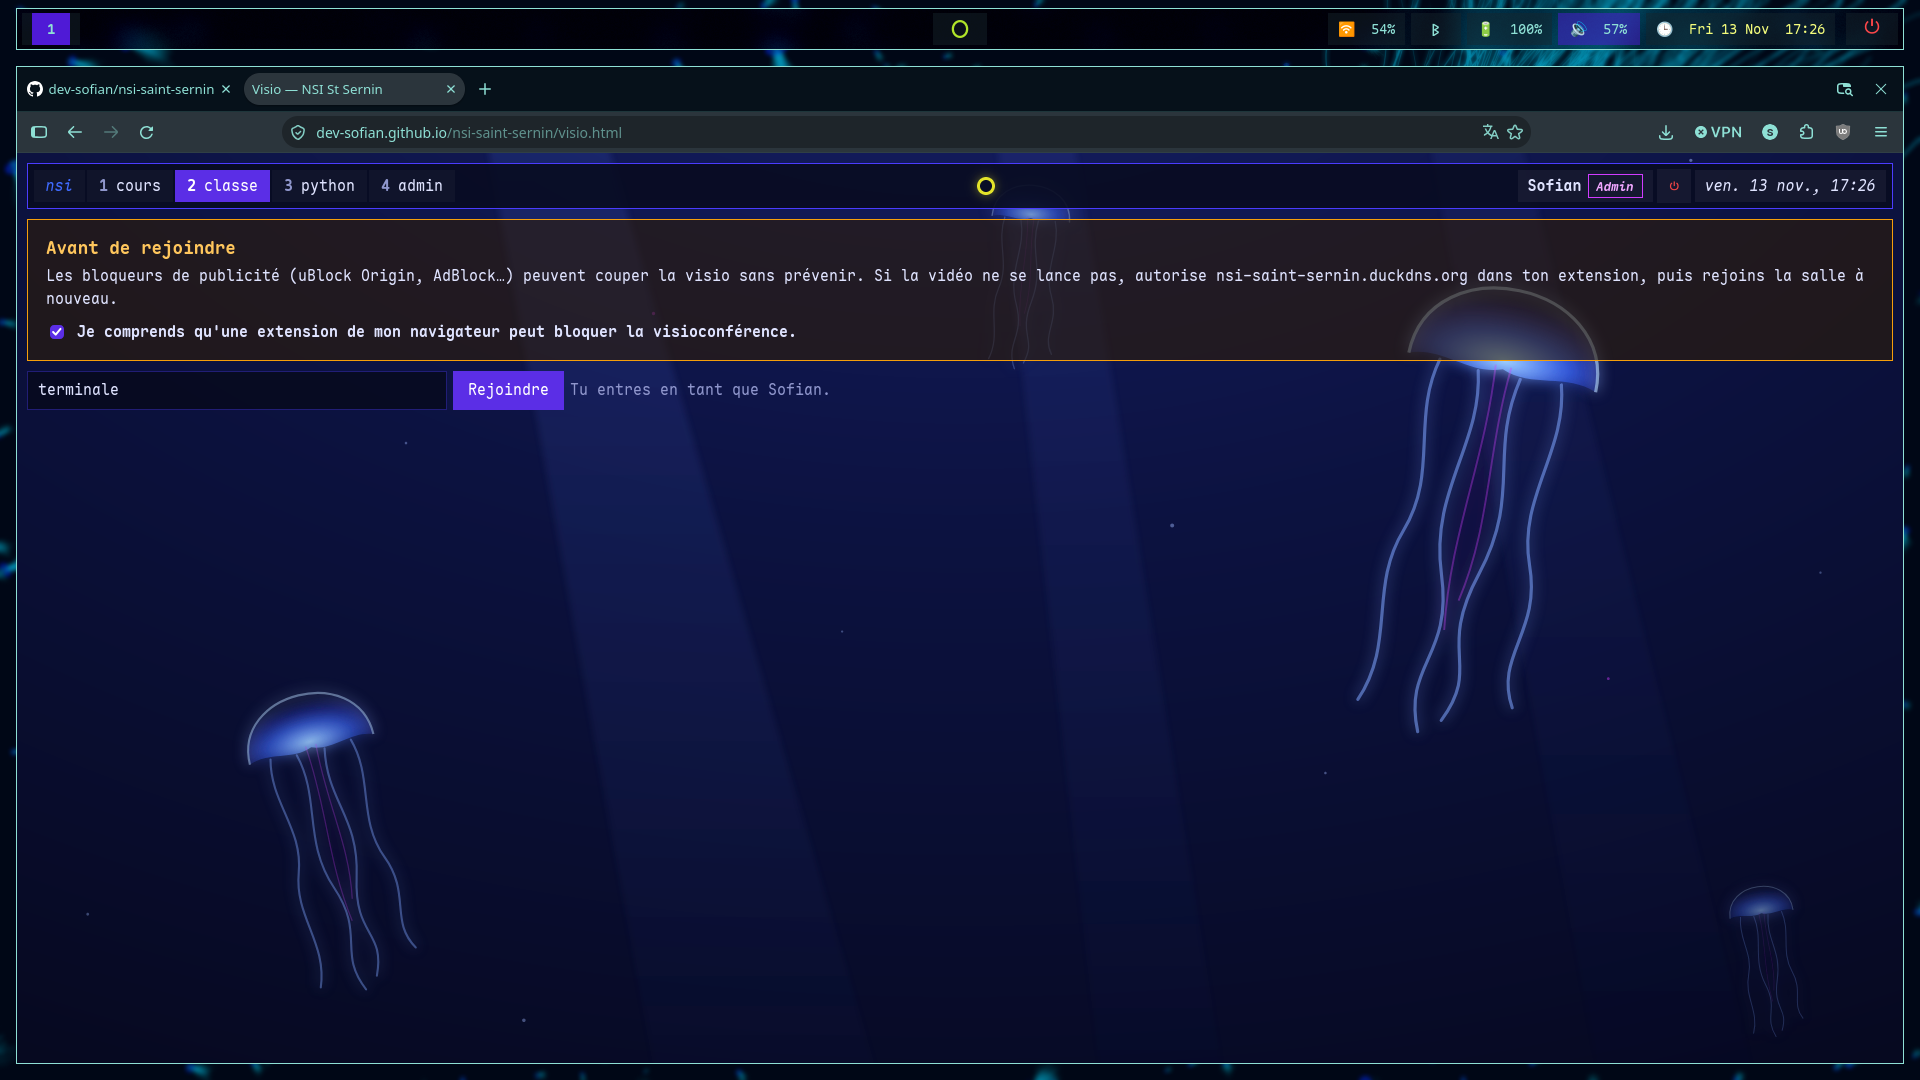 1
54%
100%
57%
Fri 13 Nov 17:26
dev-sofian/nsi-saint-sernin
Visio — NSI St Sernin
dev-sofian.github.io/nsi-saint-sernin/visio.html
VPN
S
nsi
1 cours
2 classe
3 python
4 admin
Sofian Admin
ven. 13 nov., 17:26
Avant de rejoindre
Les bloqueurs de publicité (uBlock Origin, AdBlock…) peuvent couper la visio sans prévenir. Si la vidéo ne se lance pas, autorise nsi-saint-sernin.duckdns.org dans ton extension, puis rejoins la salle à
nouveau.
Je comprends qu'une extension de mon navigateur peut bloquer la visioconférence.
terminale
Rejoindre
Tu entres en tant que Sofian.